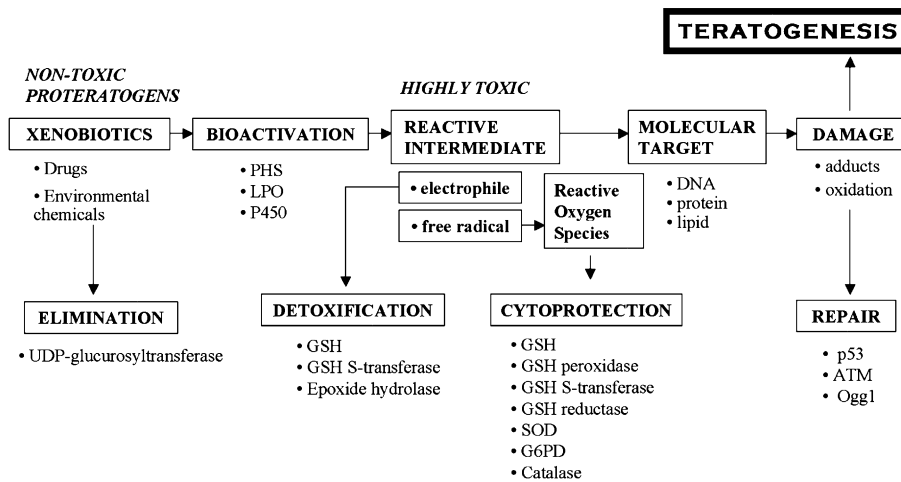 TERATOGENESIS
NON-TOXIC
PROTERATOGENS
HIGHLY TOXIC
XENOBIOTICS
BIOACTIVATION
REACTIVE
INTERMEDIATE
MOLECULAR
TARGET
DAMAGE
• Drugs
• Environmental
chemicals
• PHS
• LPO
• P450
• electrophile
• free radical
Reactive
Oxygen
Species
• DNA
• protein
• lipid
• adducts
• oxidation
ELIMINATION
DETOXIFICATION
CYTOPROTECTION
REPAIR
• UDP-glucurosyltransferase
• GSH
• GSH S-transferase
• Epoxide hydrolase
• GSH
• GSH peroxidase
• GSH S-transferase
• GSH reductase
• SOD
• G6PD
• Catalase
• p53
• ATM
• Ogg1